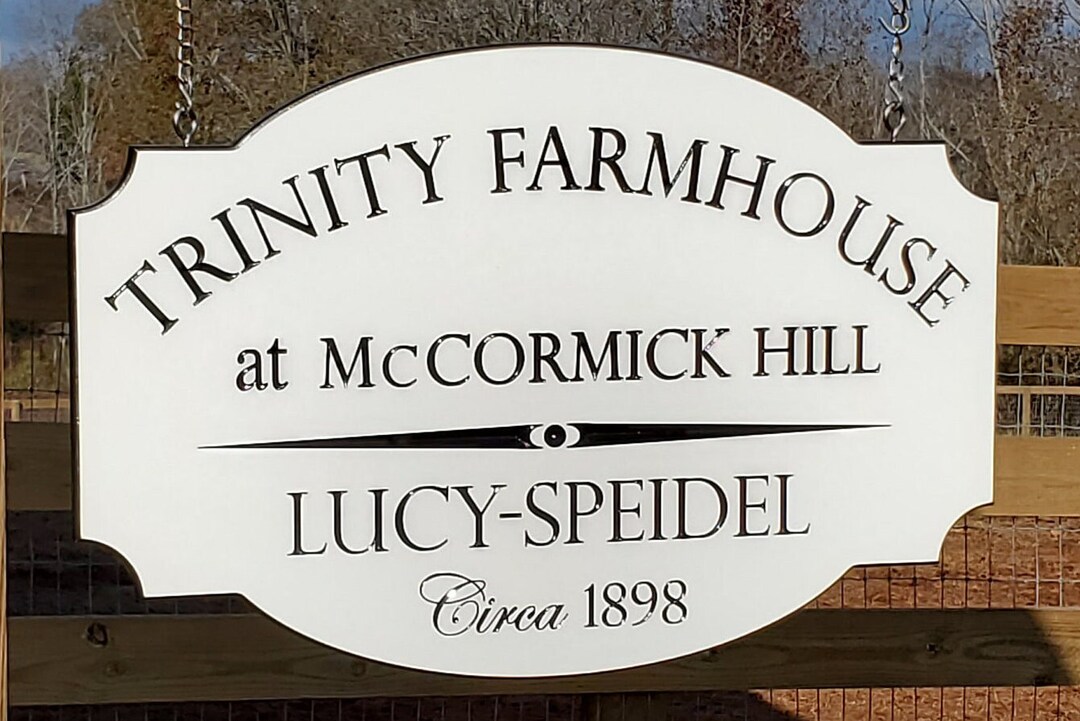 TRINITY FARMHOUSE
at McCORMICK HILL
LUCY-SPEIDEL
Circa 1898